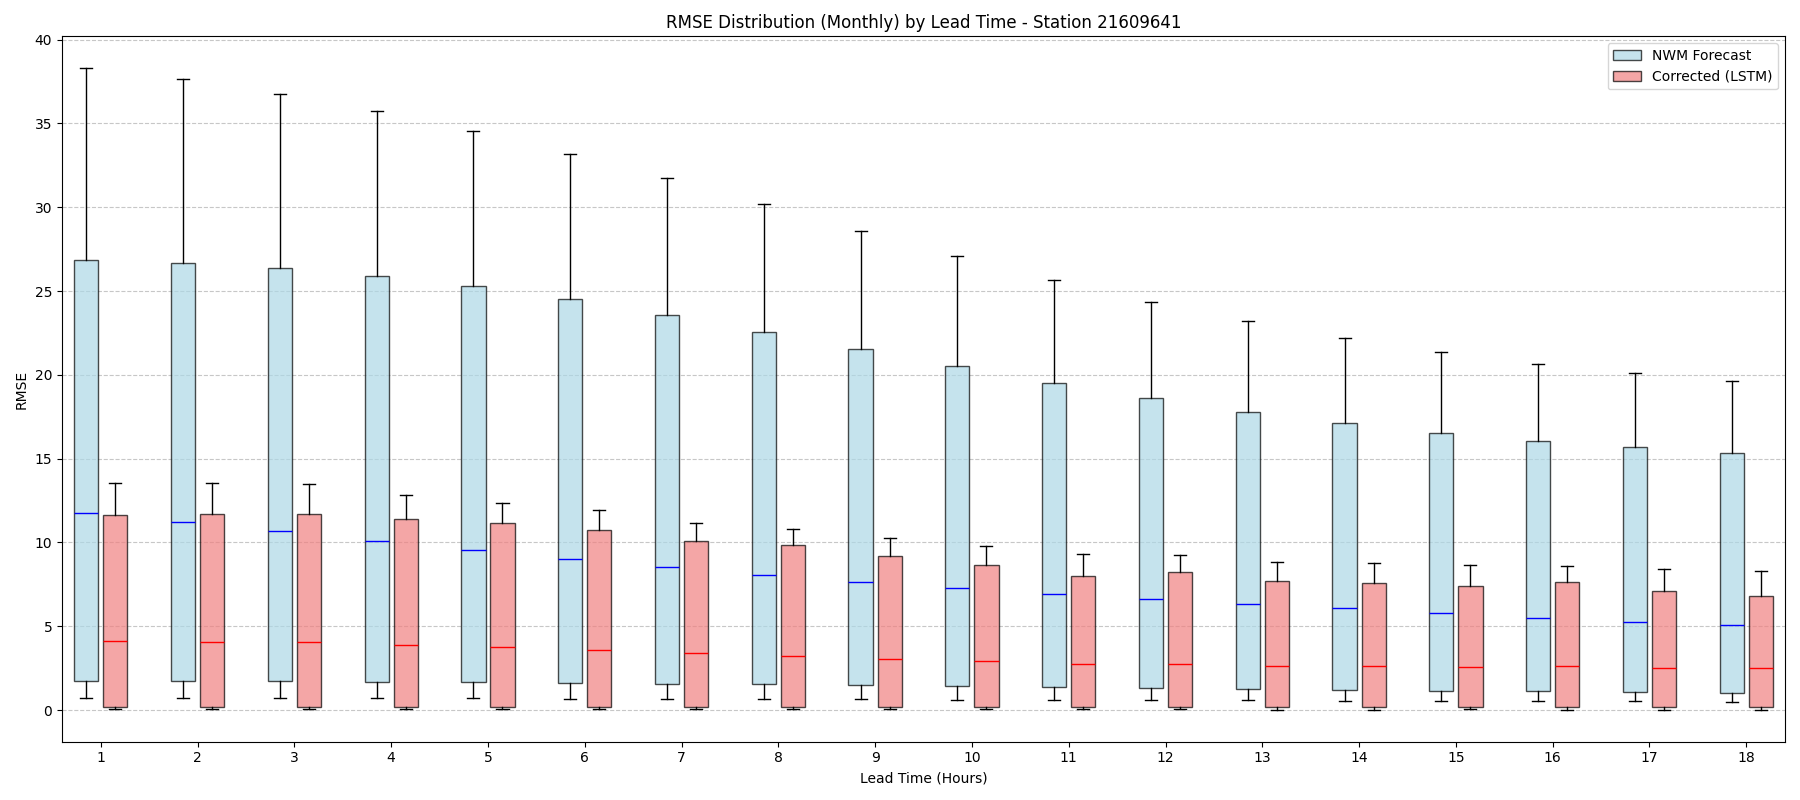 RMSE Distribution (Monthly) by Lead Time - Station 21609641
NWM Forecast
Corrected (LSTM)
RMSE
40
35
30
25
20
15
10
5
0
1 2 3 4 5 6 7 8 9 10 11 12 13 14 15 16 17 18
Lead Time (Hours)